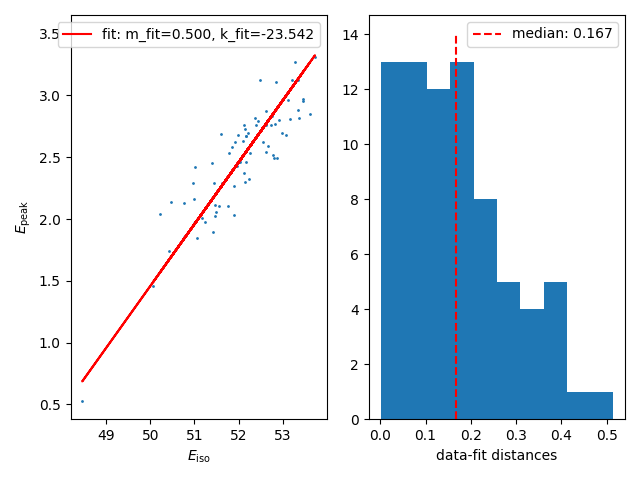 fit: m_fit=0.500, k_fit=-23.542
3.5
3.0
2.5
2.0
1.5
1.0
0.5
E_peak
49 50 51 52 53
E_iso
median: 0.167
14
12
10
8
6
4
2
0
0.0 0.1 0.2 0.3 0.4 0.5
data-fit distances